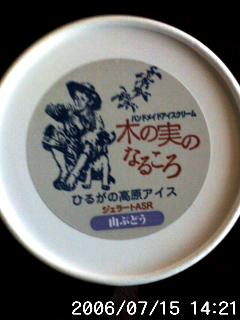 ハンドメイドアイスクリーム
木の実の
なるころ
ひるがの高原アイス
ジェラートASR
山ぶどう
2006/07/15 14:21